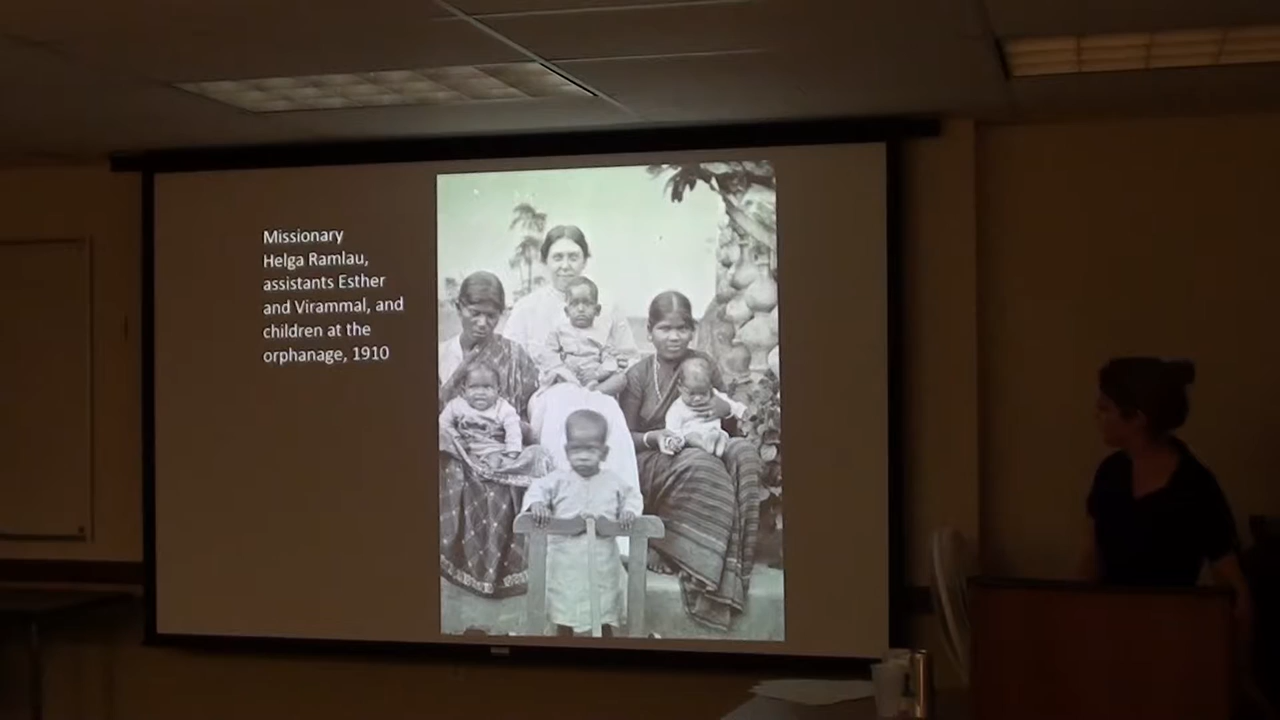 Missionary
Helga Ramlau,
assistants Esther
and Virammal, and
children at the
orphanage, 1910